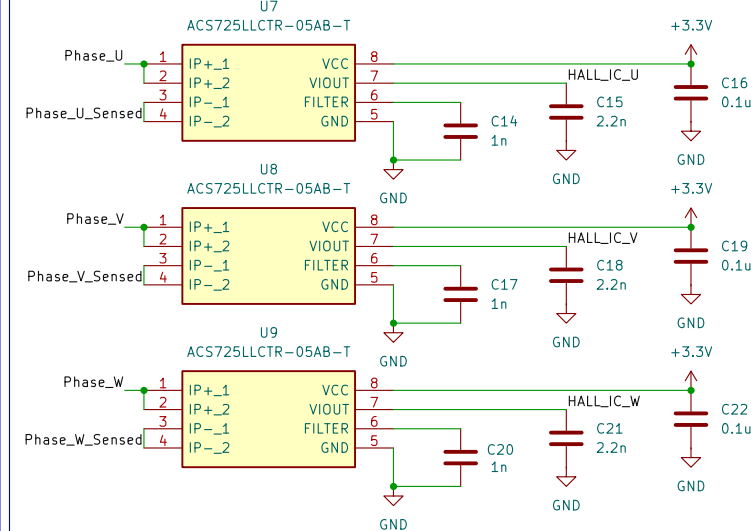 U7
ACS725LLCTR-05AB-T
+3.3V
Phase_U
1 IP+_1 VCC 8
2 IP+_2 VIOUT 7 HALL_IC_U
3 IP-_1 FILTER 6
Phase_U_Sensed 4 IP-_2 GND 5
C14
1n
C15
2.2n
C16
0.1u
GND
GND
GND
U8
ACS725LLCTR-05AB-T
+3.3V
Phase_V
1 IP+_1 VCC 8
2 IP+_2 VIOUT 7 HALL_IC_V
3 IP-_1 FILTER 6
Phase_V_Sensed 4 IP-_2 GND 5
C17
1n
C18
2.2n
C19
0.1u
GND
GND
GND
U9
ACS725LLCTR-05AB-T
+3.3V
Phase_W
1 IP+_1 VCC 8
2 IP+_2 VIOUT 7 HALL_IC_W
3 IP-_1 FILTER 6
Phase_W_Sensed 4 IP-_2 GND 5
C20
1n
C21
2.2n
C22
0.1u
GND
GND
GND